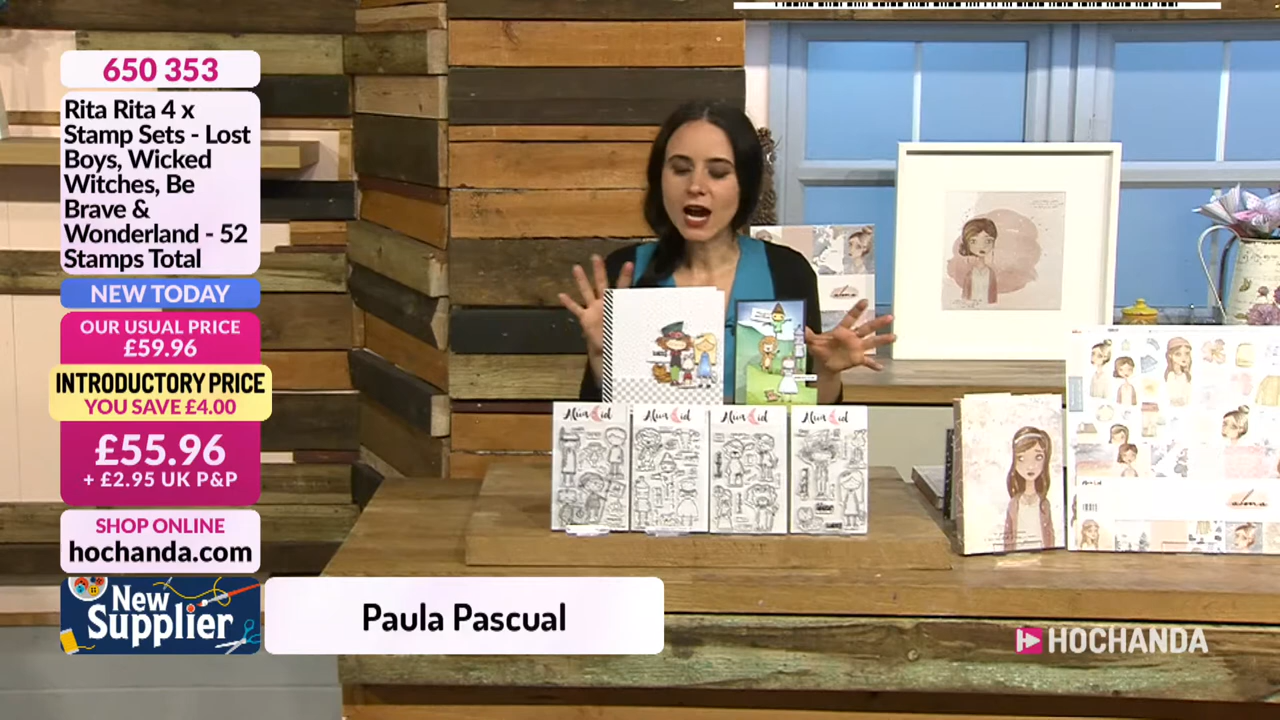 650 353
Rita Rita 4 x
Stamp Sets - Lost
Boys, Wicked
Witches, Be
Brave &
Wonderland - 52
Stamps Total
NEW TODAY
OUR USUAL PRICE
£59.96
INTRODUCTORY PRICE
YOU SAVE £4.00
£55.96
+ £2.95 UK P&P
SHOP ONLINE
hochanda.com
New
Supplier
Paula Pascual
HOCHANDA
alma
alma